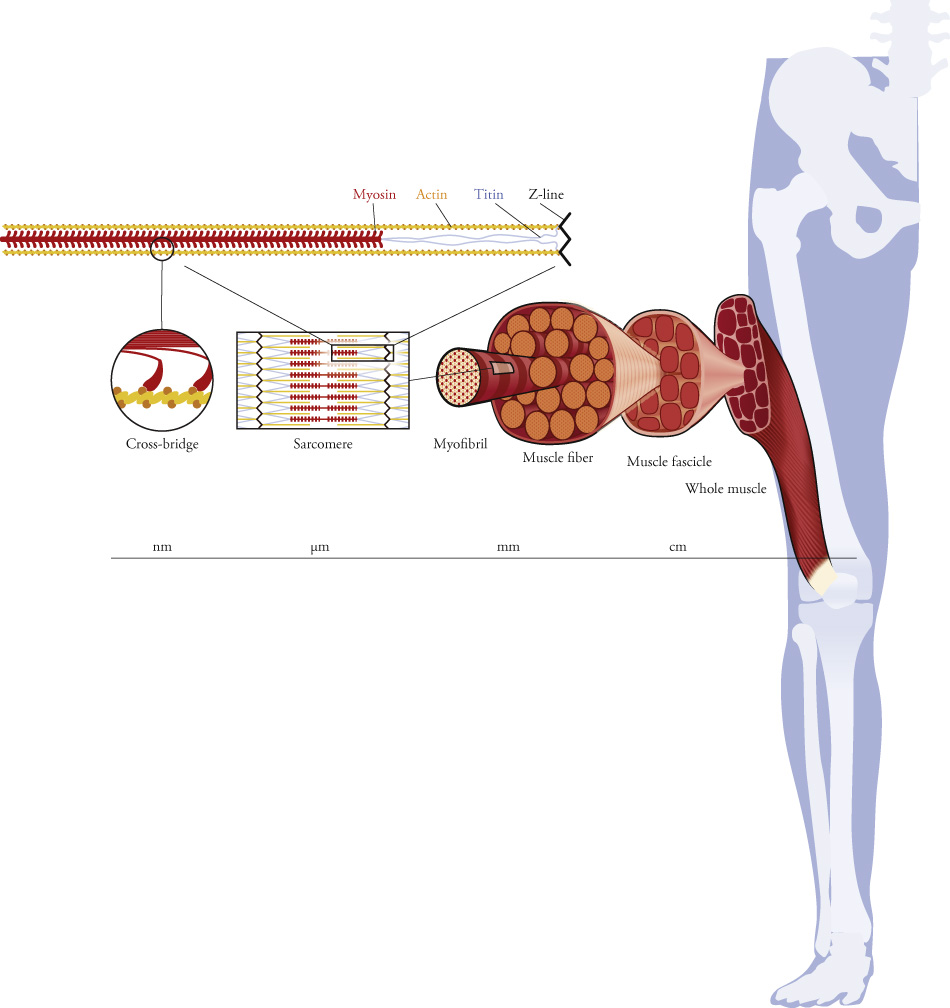 Myosin Actin Titin Z-line
Cross-bridge Sarcomere Myofibril
Muscle fiber
Muscle fascicle
Whole muscle
nm µm mm cm